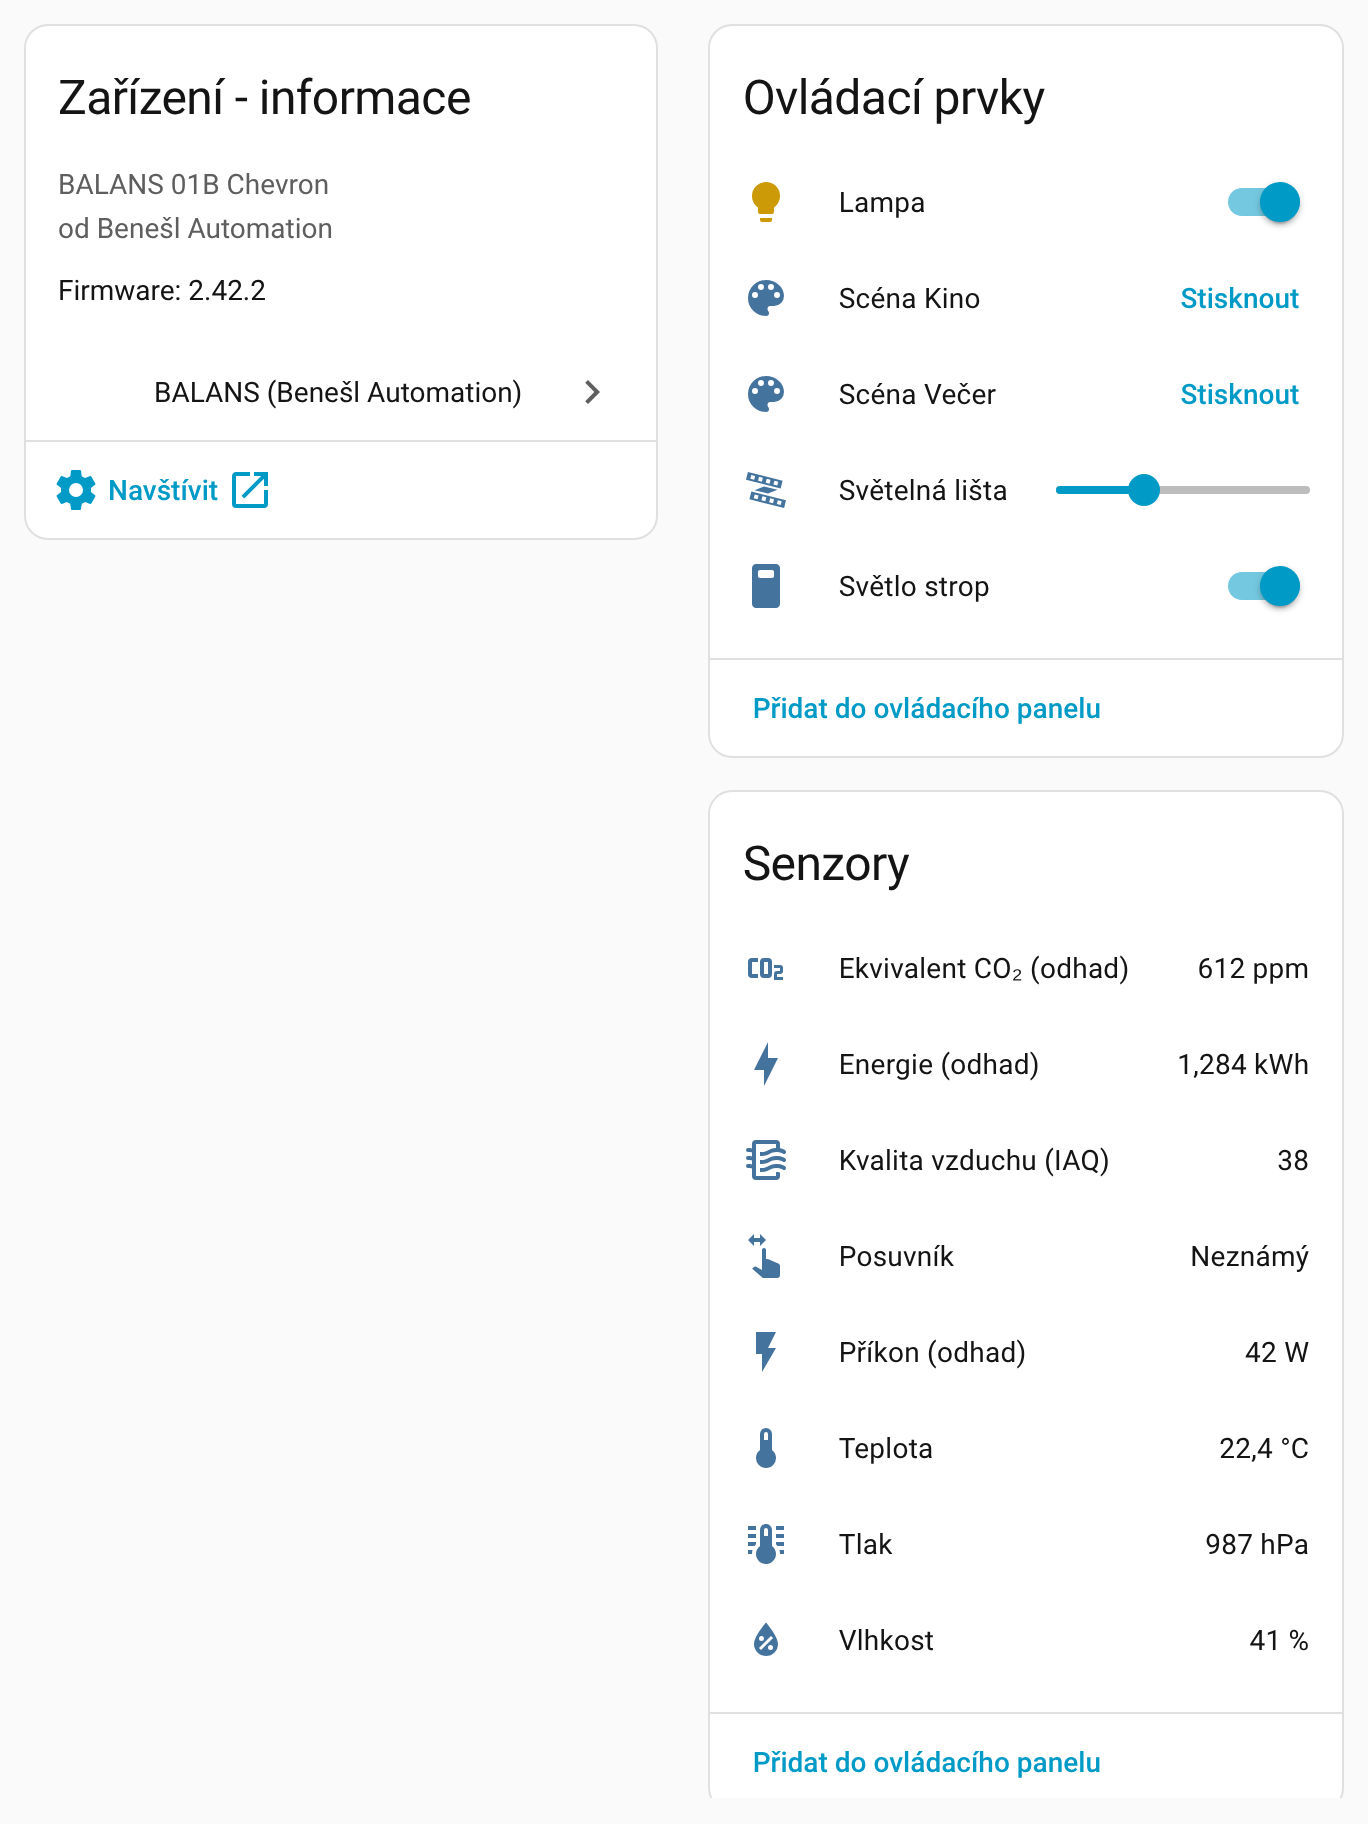 Zařízení - informace
BALANS 01B Chevron
od Benešl Automation
Firmware: 2.42.2
BALANS (Benešl Automation)
Navštívit
Ovládací prvky
Lampa
Scéna Kino Stisknout
Scéna Večer Stisknout
Světelná lišta
Světlo strop
Přidat do ovládacího panelu
Senzory
CO2 Ekvivalent CO₂ (odhad) 612 ppm
Energie (odhad) 1,284 kWh
Kvalita vzduchu (IAQ) 38
Posuvník Neznámý
Příkon (odhad) 42 W
Teplota 22,4 °C
Tlak 987 hPa
Vlhkost 41 %
Přidat do ovládacího panelu